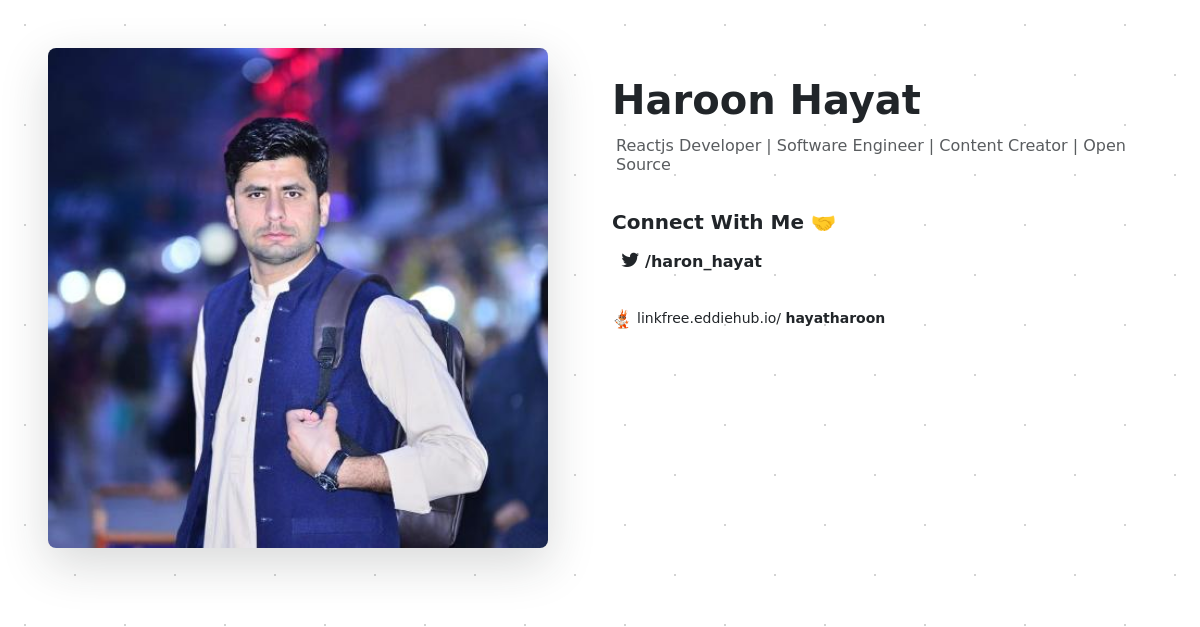 Haroon Hayat
Reactjs Developer | Software Engineer | Content Creator | Open
Source
Connect With Me 🤝
/haron_hayat
linkfree.eddiehub.io/ hayatharoon